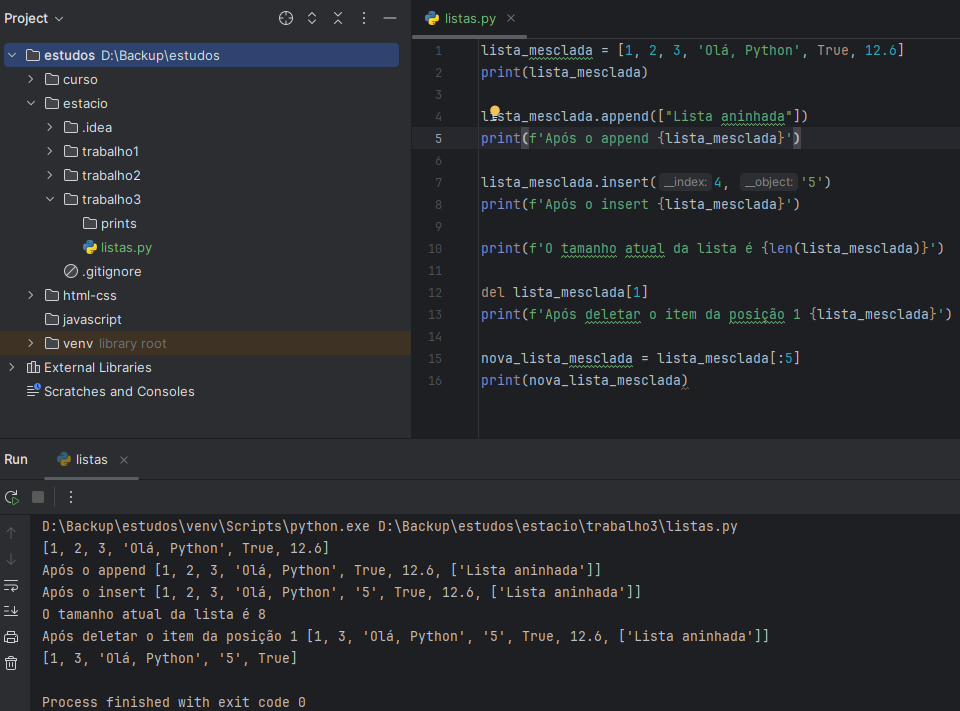 Project
estudos D:\Backup\estudos
curso
estacio
.idea
trabalho1
trabalho2
trabalho3
prints
listas.py
.gitignore
html-css
javascript
venv library root
External Libraries
Scratches and Consoles
listas.py
1 lista_mesclada = [1, 2, 3, 'Olá, Python', True, 12.6]
2 print(lista_mesclada)
3
4 lista_mesclada.append(["Lista aninhada"])
5 print(f'Após o append {lista_mesclada}')
6
7 lista_mesclada.insert(__index: 4, __object: '5')
8 print(f'Após o insert {lista_mesclada}')
9
10 print(f'O tamanho atual da lista é {len(lista_mesclada)}')
11
12 del lista_mesclada[1]
13 print(f'Após deletar o item da posição 1 {lista_mesclada}')
14
15 nova_lista_mesclada = lista_mesclada[:5]
16 print(nova_lista_mesclada)
Run listas
D:\Backup\estudos\venv\Scripts\python.exe D:\Backup\estudos\estacio\trabalho3\listas.py
[1, 2, 3, 'Olá, Python', True, 12.6]
Após o append [1, 2, 3, 'Olá, Python', True, 12.6, ['Lista aninhada']]
Após o insert [1, 2, 3, 'Olá, Python', '5', True, 12.6, ['Lista aninhada']]
O tamanho atual da lista é 8
Após deletar o item da posição 1 [1, 3, 'Olá, Python', '5', True, 12.6, ['Lista aninhada']]
[1, 3, 'Olá, Python', '5', True]
Process finished with exit code 0